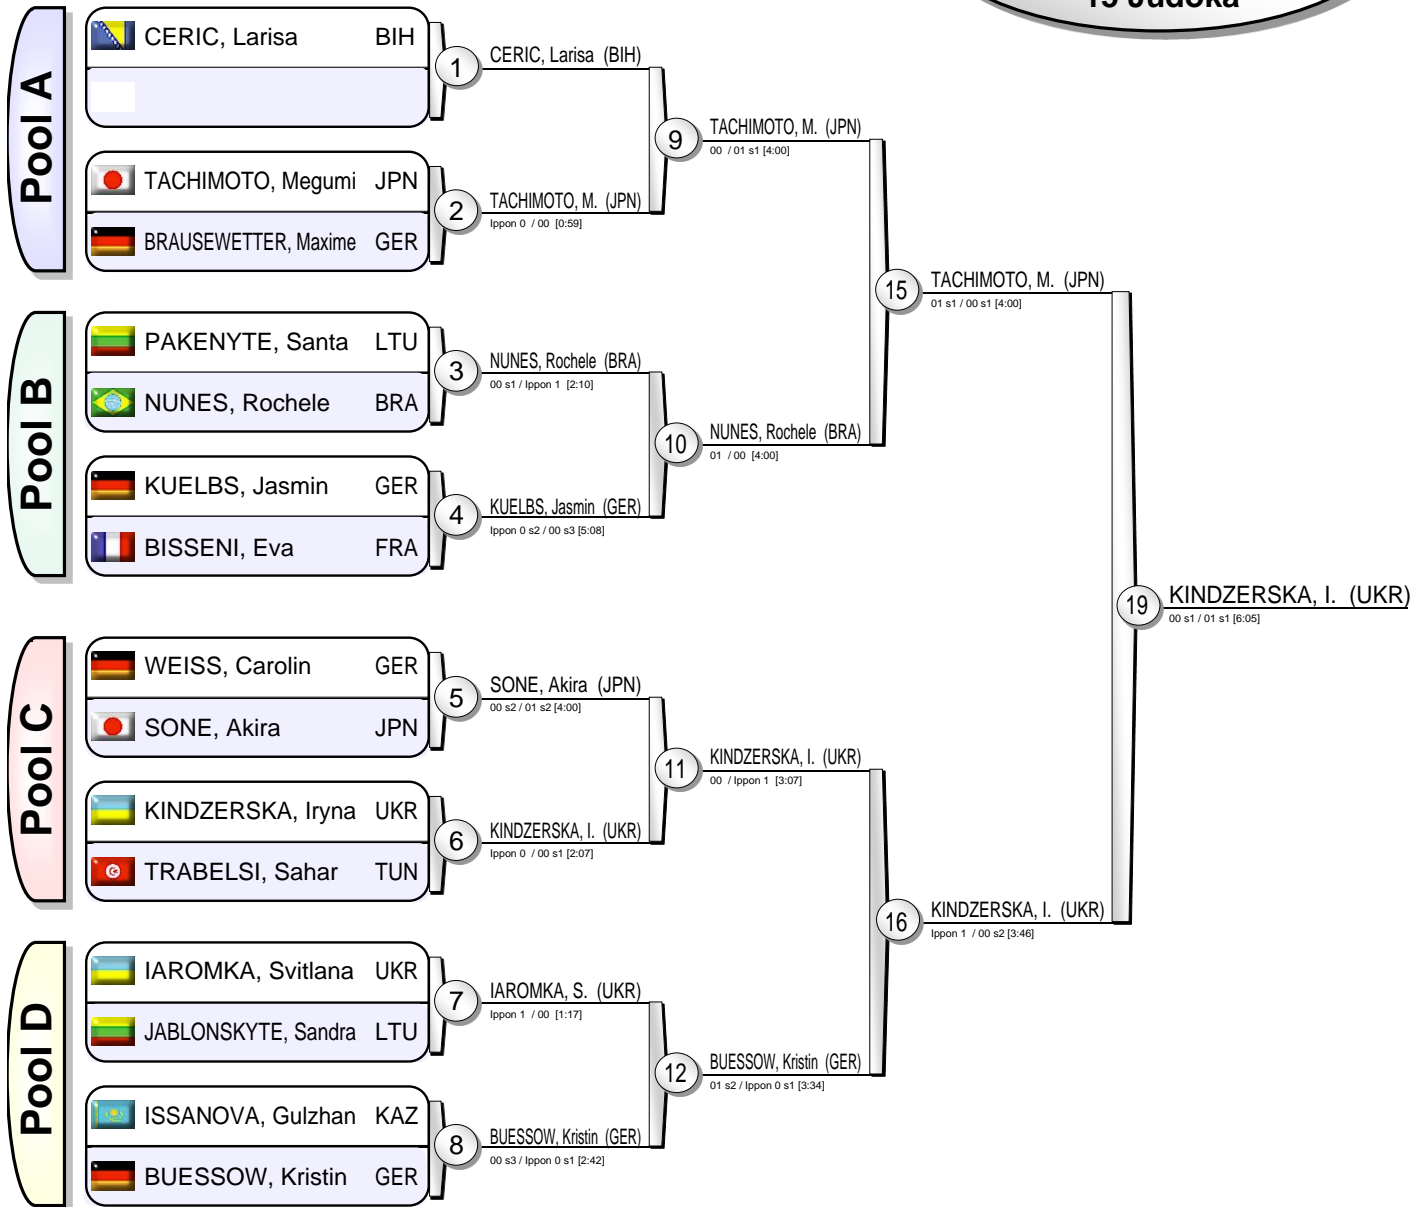 15 Judoka
Pool A
CERIC, Larisa BIH
TACHIMOTO, Megumi JPN
BRAUSEWETTER, Maxime GER
Pool B
PAKENYTE, Santa LTU
NUNES, Rochele BRA
KUELBS, Jasmin GER
BISSENI, Eva FRA
Pool C
WEISS, Carolin GER
SONE, Akira JPN
KINDZERSKA, Iryna UKR
TRABELSI, Sahar TUN
Pool D
IAROMKA, Svitlana UKR
JABLONSKYTE, Sandra LTU
ISSANOVA, Gulzhan KAZ
BUESSOW, Kristin GER
1
CERIC, Larisa (BIH)
2
TACHIMOTO, M. (JPN)
Ippon 0 / 00 [0:59]
3
NUNES, Rochele (BRA)
00 s1 / Ippon 1 [2:10]
4
KUELBS, Jasmin (GER)
Ippon 0 s2 / 00 s3 [5:08]
5
SONE, Akira (JPN)
00 s2 / 01 s2 [4:00]
6
KINDZERSKA, I. (UKR)
Ippon 0 / 00 s1 [2:07]
7
IAROMKA, S. (UKR)
Ippon 1 / 00 [1:17]
8
BUESSOW, Kristin (GER)
00 s3 / Ippon 0 s1 [2:42]
9
TACHIMOTO, M. (JPN)
00 / 01 s1 [4:00]
10
NUNES, Rochele (BRA)
01 / 00 [4:00]
11
KINDZERSKA, I. (UKR)
00 / Ippon 1 [3:07]
12
BUESSOW, Kristin (GER)
01 s2 / Ippon 0 s1 [3:34]
15
TACHIMOTO, M. (JPN)
01 s1 / 00 s1 [4:00]
16
KINDZERSKA, I. (UKR)
Ippon 1 / 00 s2 [3:46]
19
KINDZERSKA, I. (UKR)
00 s1 / 01 s1 [6:05]